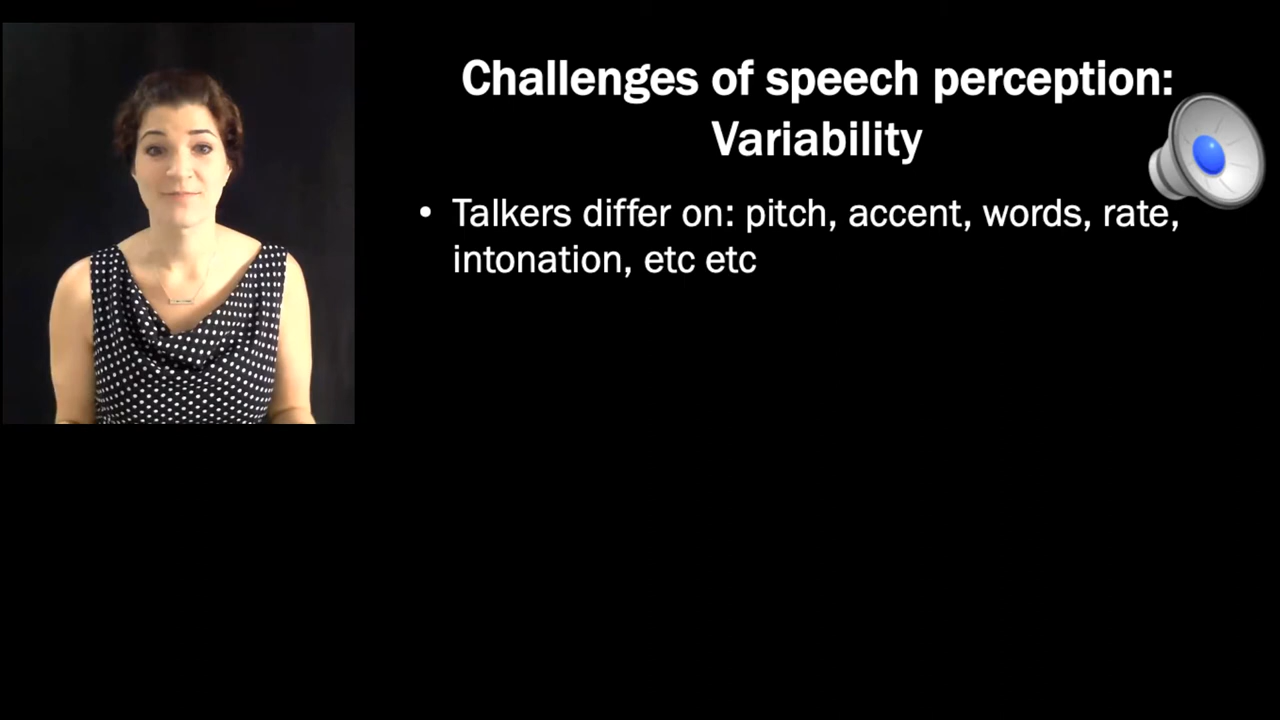 Challenges of speech perception:
Variability
• Talkers differ on: pitch, accent, words, rate,
intonation, etc etc